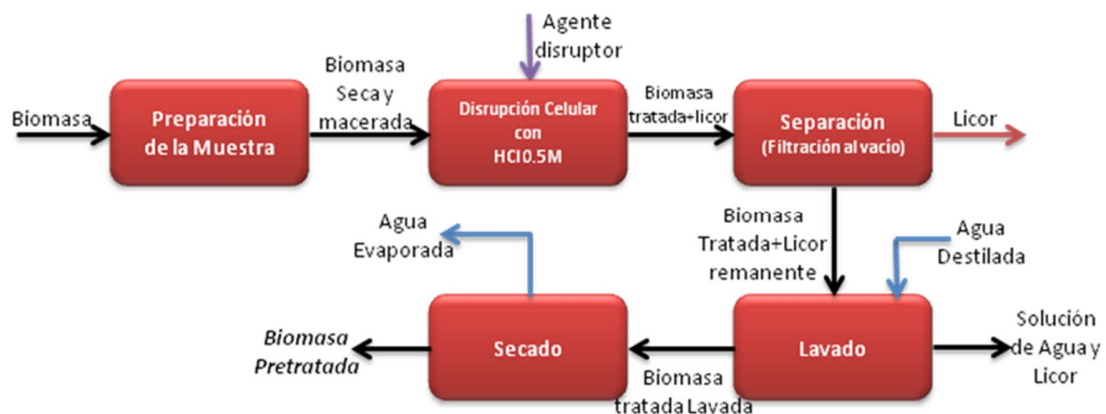 Biomasa
Preparación
de la Muestra
Biomasa
Seca y
macerada
Agente
disruptor
Disrupción Celular
con
HCl0.5M
Biomasa
tratada+licor
Separación
(Filtración al vacío)
Licor
Biomasa
Tratada+Licor
remanente
Agua
Destilada
Lavado
Solución
de Agua y
Licor
Biomasa
tratada Lavada
Secado
Agua
Evaporada
Biomasa
Pretratada